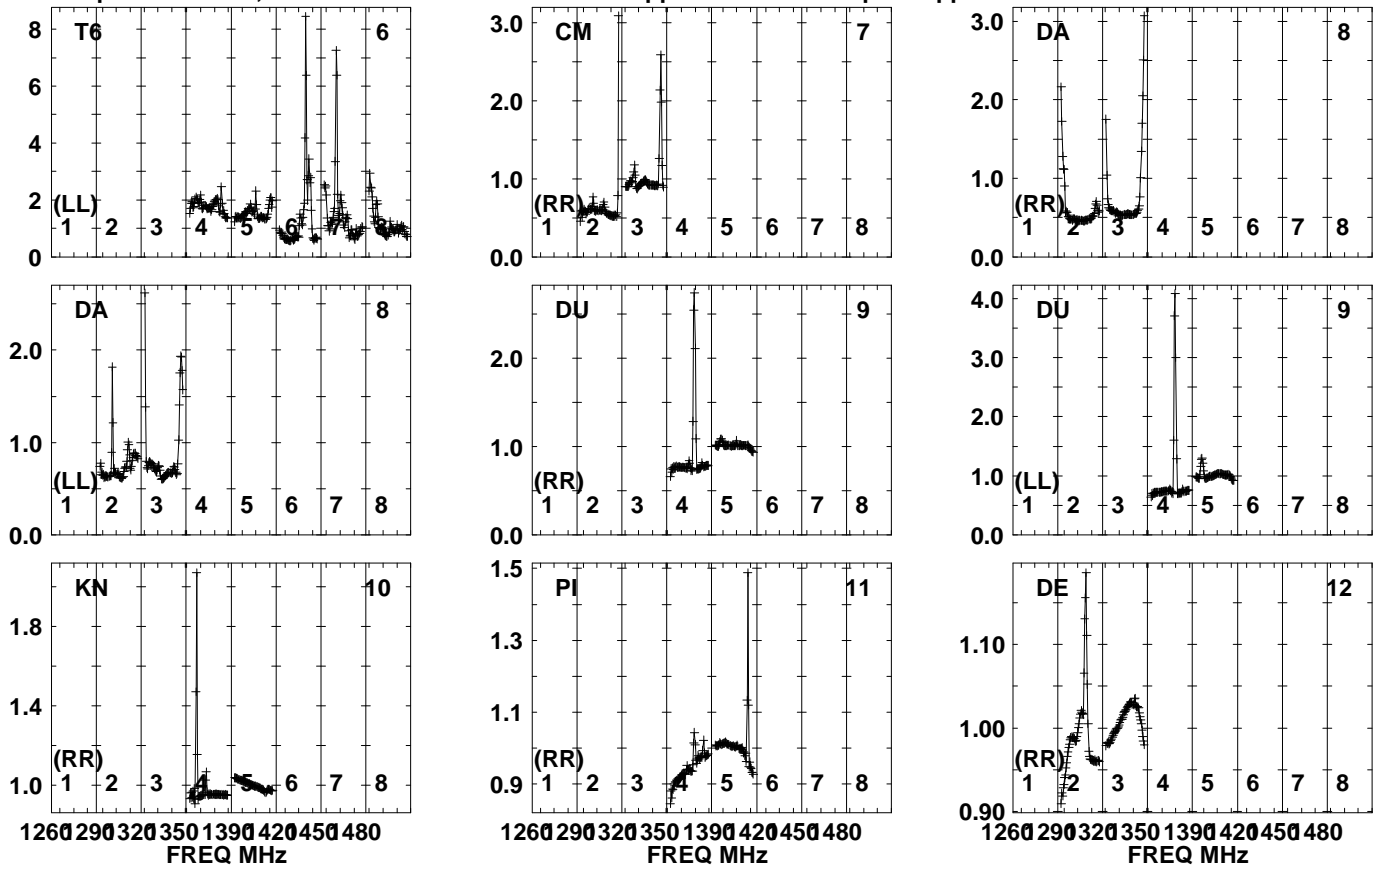 8 T6 6
6
4
2 (LL)
1 2 3 4 5 6 7 8
0
3.0 CM 7
2.0
1.0 (RR)
1 2 3 4 5 6 7 8
0.0
3.0 DA 8
2.0
1.0 (RR)
1 2 3 4 5 6 7 8
0.0
DA 8
2.0
1.0
(LL)
1 2 3 4 5 6 7 8
0.0
DU 9
2.0
1.0
(RR)
1 2 3 4 5 6 7 8
0.0
4.0 DU 9
3.0
2.0
1.0 (LL)
1 2 3 4 5 6 7 8
0.0
KN 10
1.8
1.4
(RR)
1.0 1 2 3 4 5 6 7 8
1260 1290 1320 1350 1390 1420 1450 1480
FREQ MHz
1.5 PI 11
1.3
1.1
(RR)
0.9 1 2 3 4 5 6 7 8
1260 1290 1320 1350 1390 1420 1450 1480
FREQ MHz
DE 12
1.10
1.00
(RR)
1 2 3 4 5 6 7 8
0.90
1260 1290 1320 1350 1390 1420 1450 1480
FREQ MHz